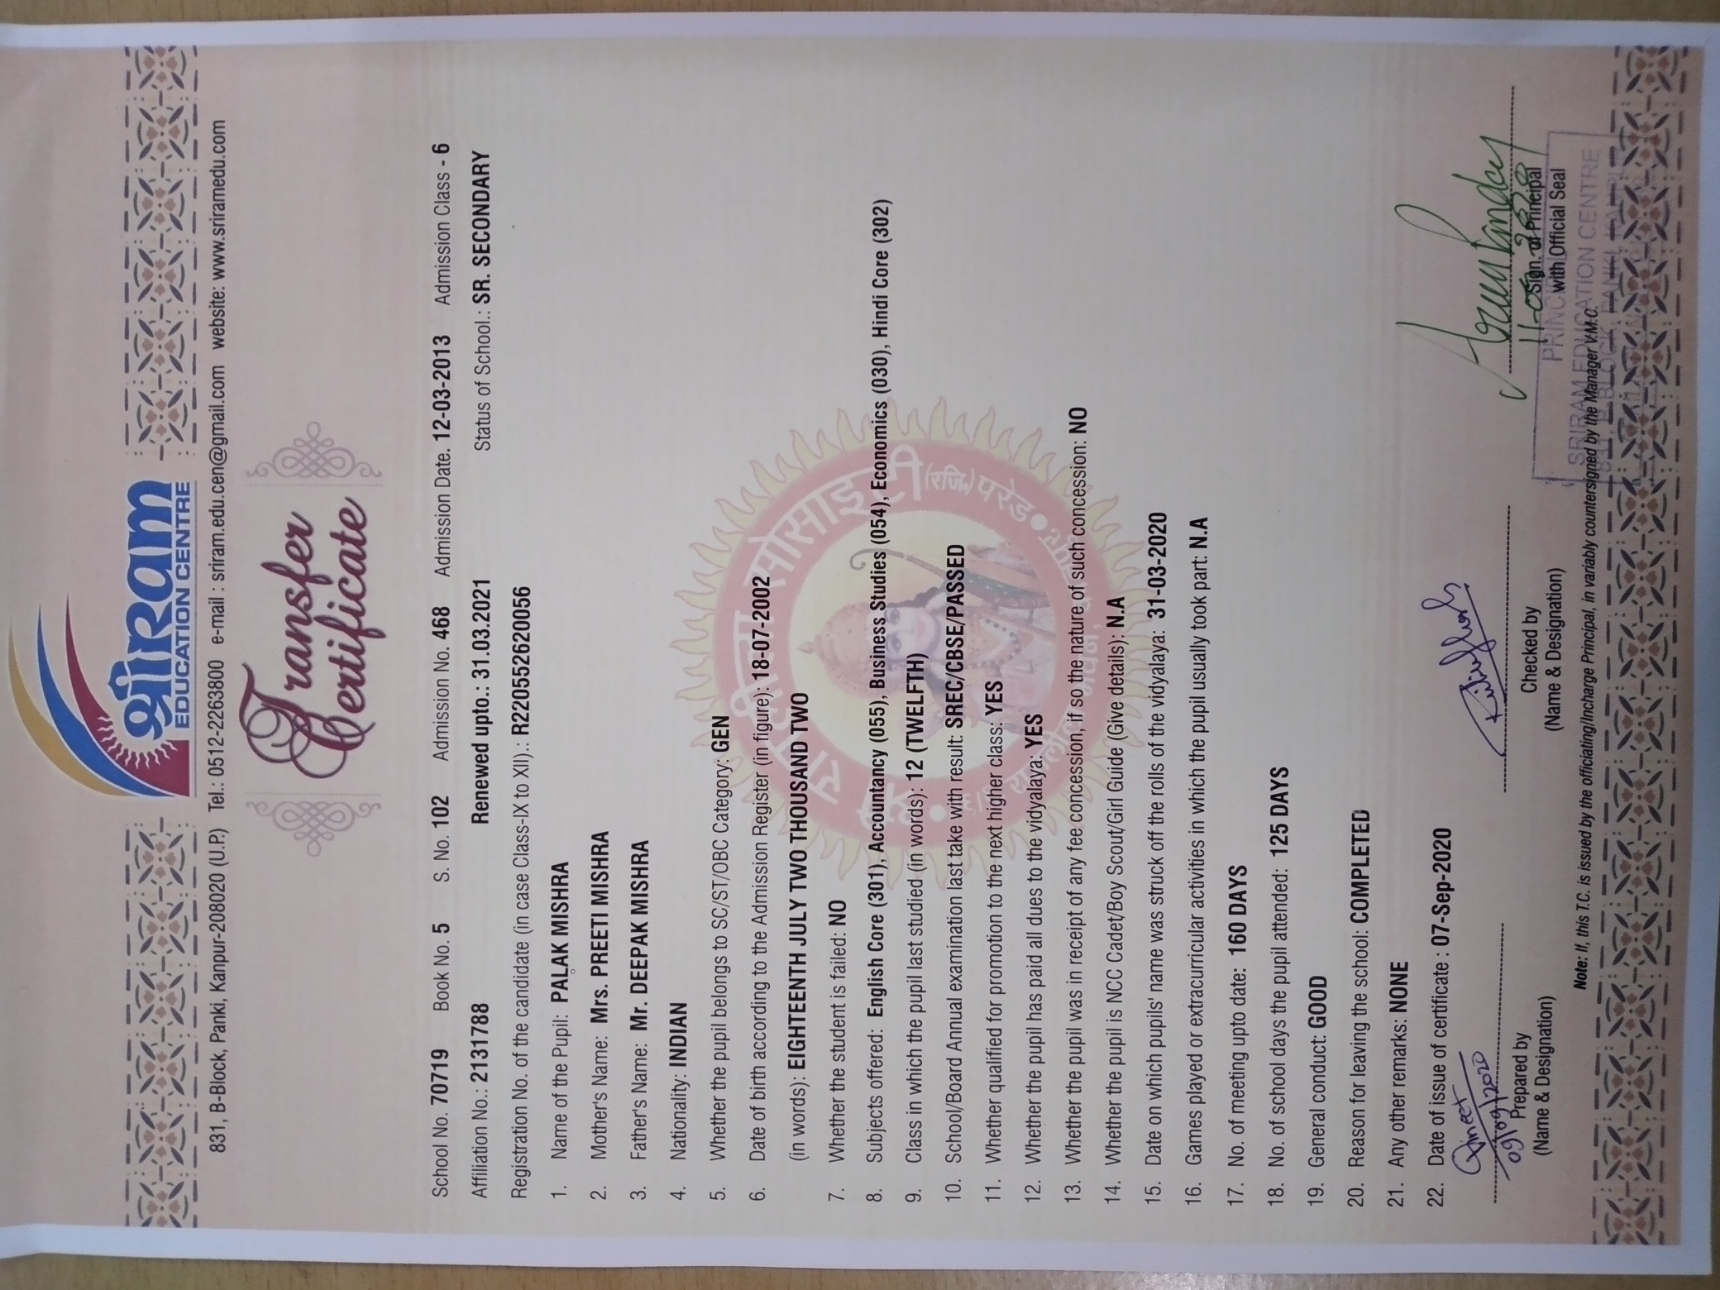 श्रीराम
EDUCATION CENTRE
831, B-Block, Panki, Kanpur-208020 (U.P.) Tel.: 0512-2263800 e-mail : sriram.edu.cen@gmail.com website: www.sriramedu.com
Transfer
Certificate
School No. 70719 Book No. 5 S. No. 102 Admission No. 468 Admission Date. 12-03-2013 Admission Class - 6
Affiliation No.: 2131788 Renewed upto.: 31.03.2021 Status of School.: SR. SECONDARY
Registration No. of the candidate (in case Class-IX to XII).: R220552620056
1. Name of the Pupil: PALAK MISHRA
2. Mother's Name: Mrs. PREETI MISHRA
3. Father's Name: Mr. DEEPAK MISHRA
4. Nationality: INDIAN
5. Whether the pupil belongs to SC/ST/OBC Category: GEN
6. Date of birth according to the Admission Register (in figure): 18-07-2002
(in words): EIGHTEENTH JULY TWO THOUSAND TWO
7. Whether the student is failed: NO
8. Subjects offered: English Core (301), Accountancy (055), Business Studies (054), Economics (030), Hindi Core (302)
9. Class in which the pupil last studied (in words): 12 (TWELFTH)
10. School/Board Annual examination last take with result: SREC/CBSE/PASSED
11. Whether qualified for promotion to the next higher class.: YES
12. Whether the pupil has paid all dues to the vidyalaya: YES
13. Whether the pupil was in receipt of any fee concession, if so the nature of such concession: NO
14. Whether the pupil is NCC Cadet/Boy Scout/Girl Guide (Give details): N.A
15. Date on which pupils' name was struck off the rolls of the vidyalaya: 31-03-2020
16. Games played or extracurricular activities in which the pupil usually took part: N.A
17. No. of meeting upto date: 160 DAYS
18. No. of school days the pupil attended: 125 DAYS
19. General conduct: GOOD
20. Reason for leaving the school: COMPLETED
21. Any other remarks: NONE
22. Date of issue of certificate : 07-Sep-2020
09/09/2020
Prepared by
(Name & Designation)
Checked by
(Name & Designation)
Sign. of Principal
with Official Seal
PRINCIPAL
SRIRAM EDUCATION CENTRE
Note: If, this T.C. is issued by the officiating/Incharge Principal, in variably countersigned by the Manager V.M.C.